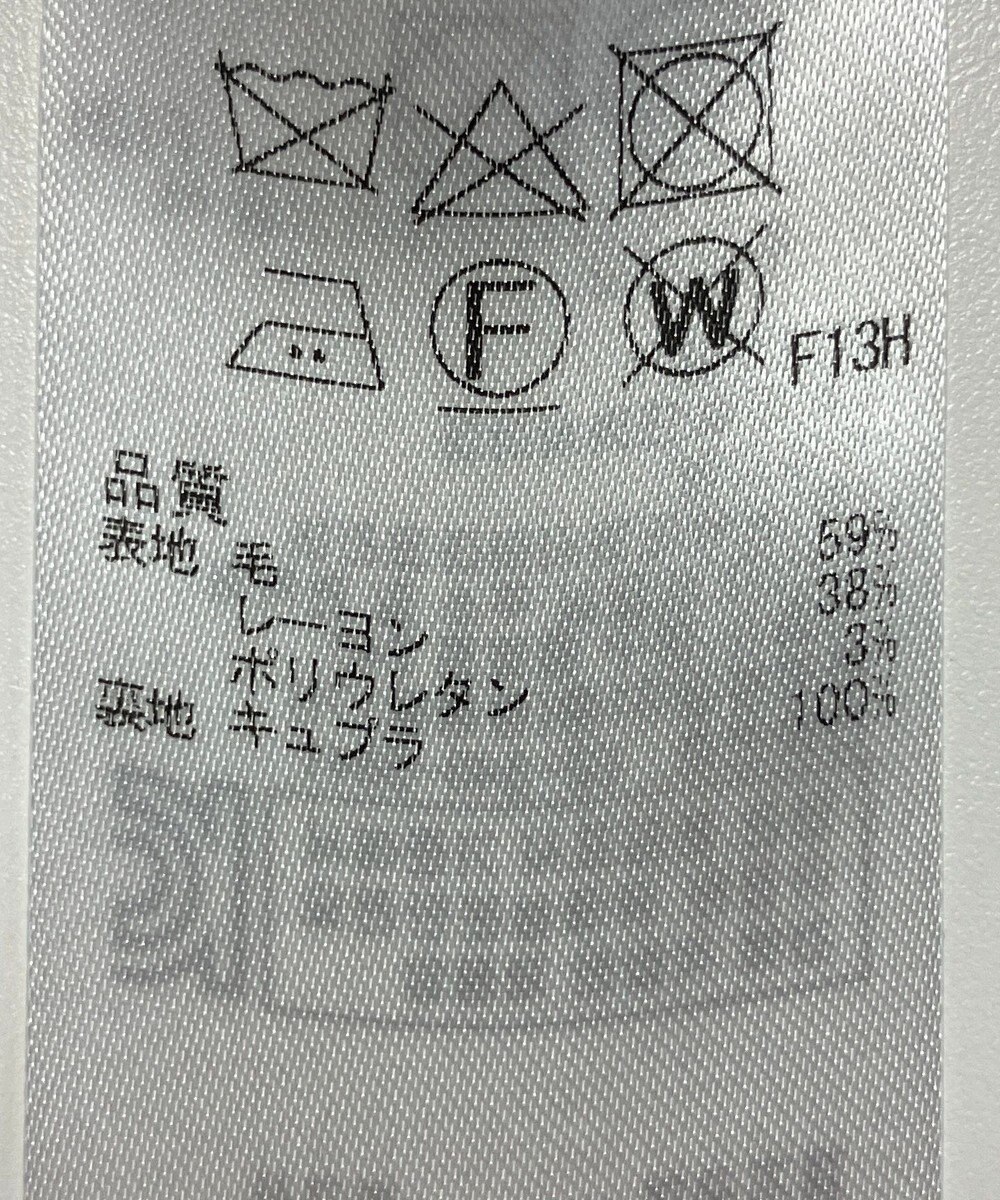 F W F13H
品質
表地 毛 59%
レーヨン 38%
ポリウレタン 3%
裏地 キュプラ 100%